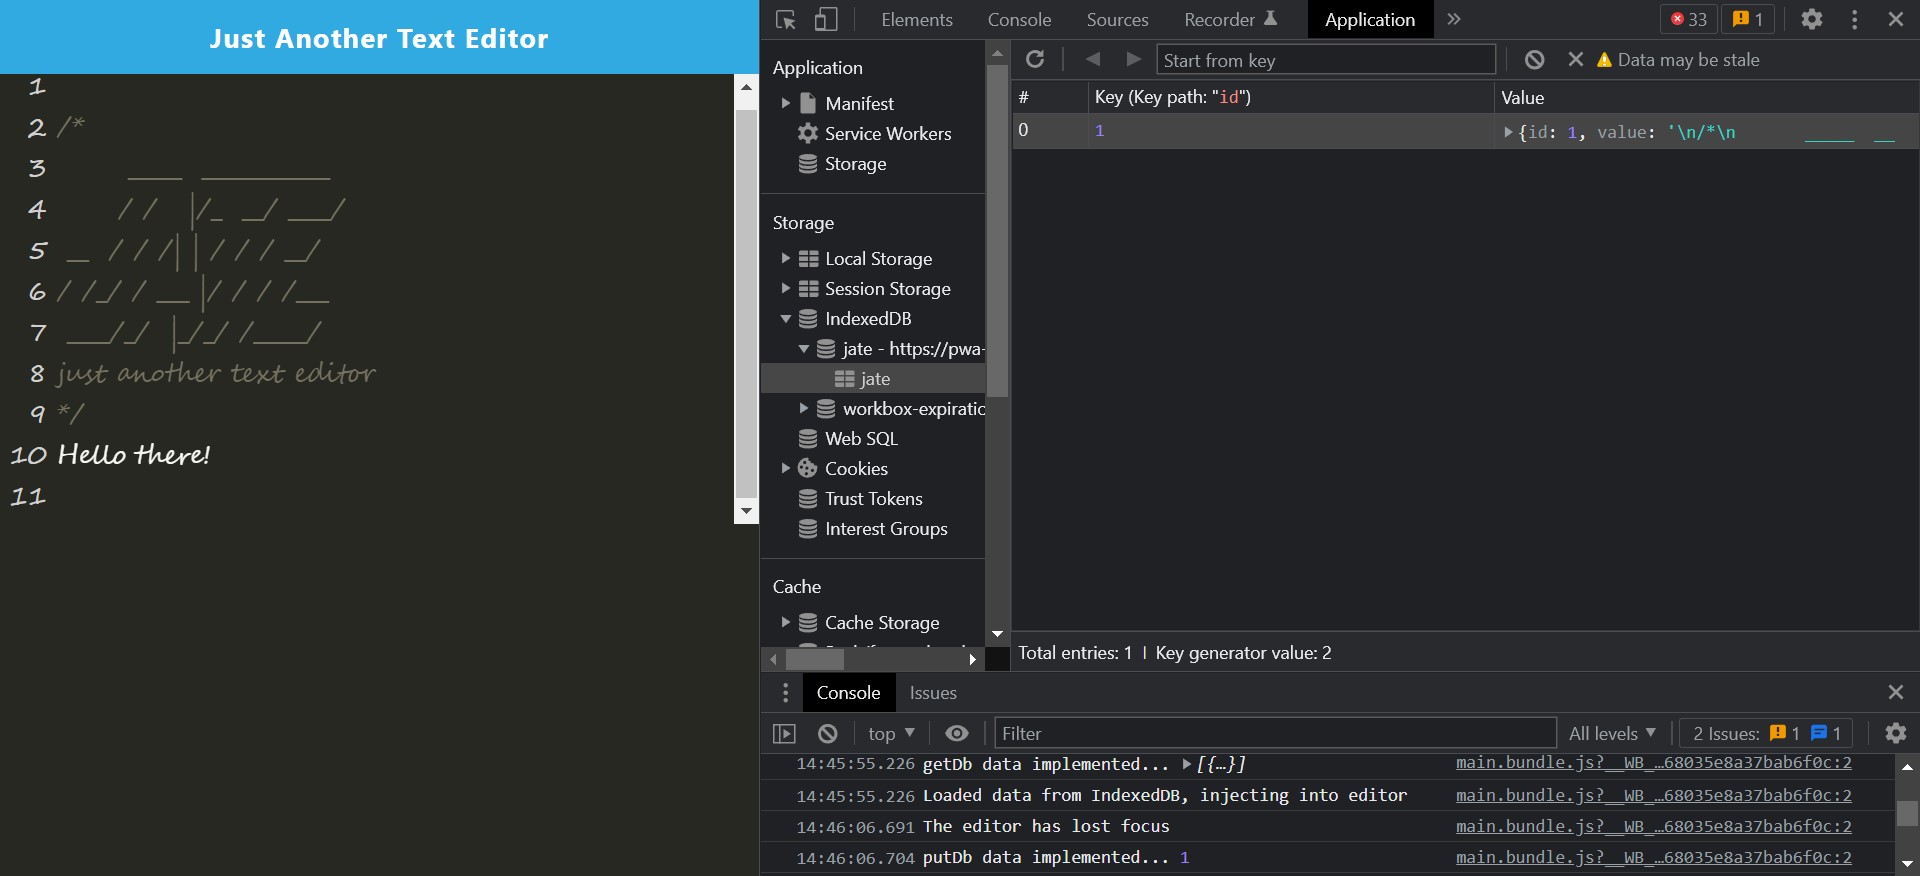 Just Another Text Editor
1
2 /*
3
4
5
6
7
8 just another text editor
9 */
10 Hello there!
11
Elements Console Sources Recorder Application » 33 1
Application
Manifest
Service Workers
Storage
Storage
Local Storage
Session Storage
IndexedDB
jate - https://pwa-
jate
workbox-expiratio
Web SQL
Cookies
Trust Tokens
Interest Groups
Cache
Cache Storage
Start from key
Data may be stale
# Key (Key path: "id") Value
0 1 {id: 1, value: '\n/*\n _____ __
Total entries: 1 | Key generator value: 2
Console Issues
top Filter All levels 2 Issues: 1 1
14:45:55.226 getDb data implemented... [{…}] main.bundle.js?__WB_…68035e8a37bab6f0c:2
14:45:55.226 Loaded data from IndexedDB, injecting into editor main.bundle.js?__WB_…68035e8a37bab6f0c:2
14:46:06.691 The editor has lost focus main.bundle.js?__WB_…68035e8a37bab6f0c:2
14:46:06.704 putDb data implemented... 1 main.bundle.js?__WB_…68035e8a37bab6f0c:2